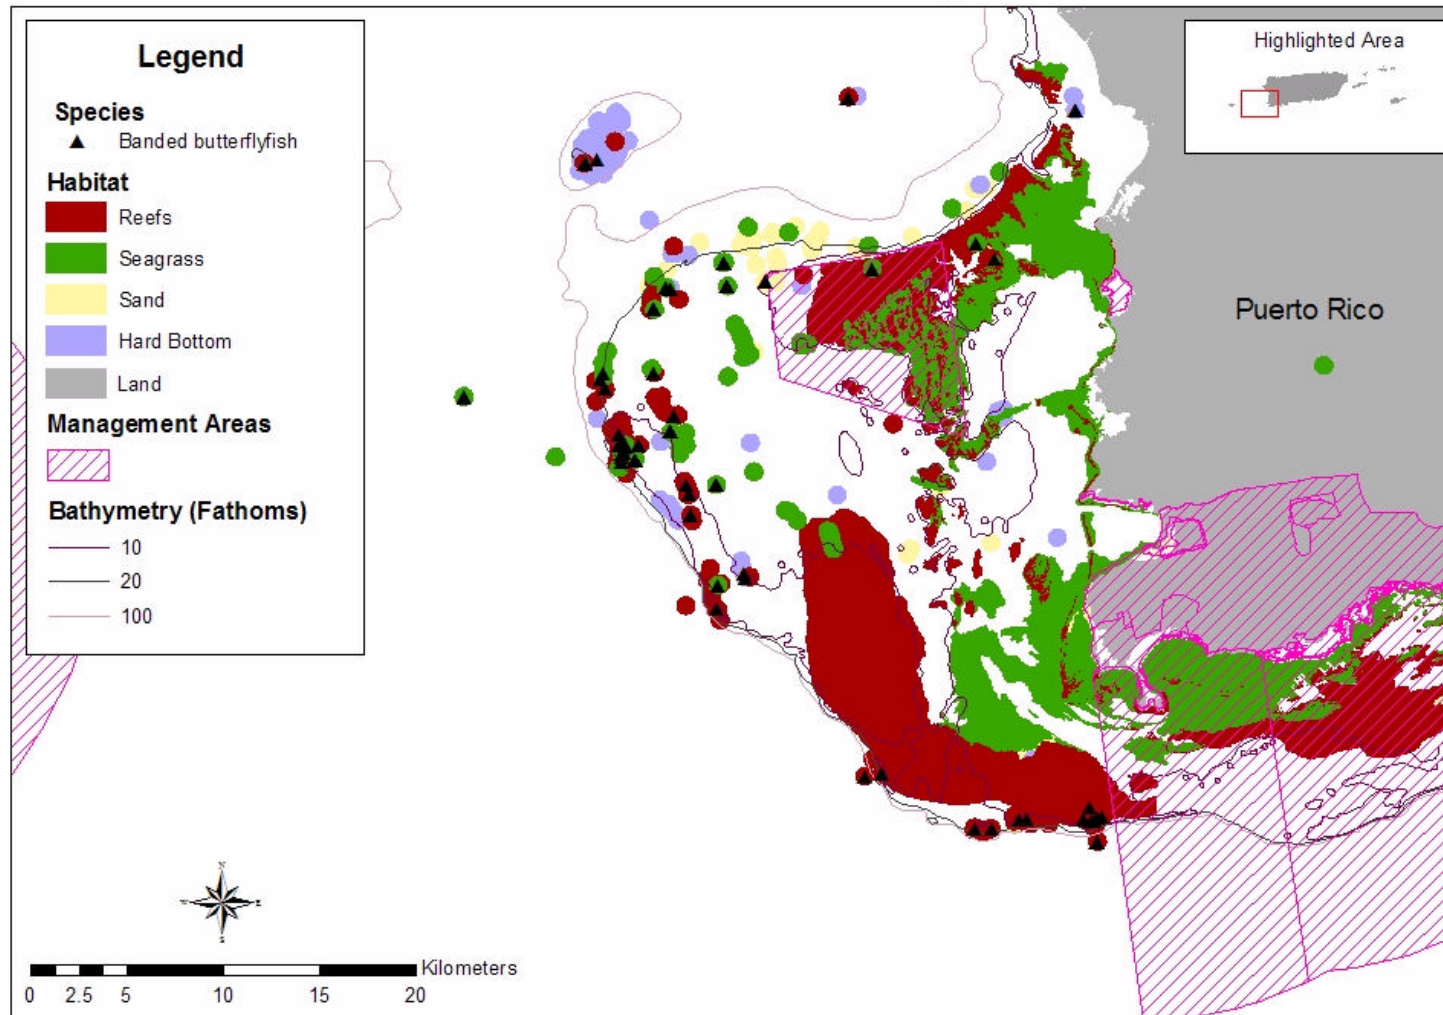 Legend
Species
Banded butterflyfish
Habitat
Reefs
Seagrass
Sand
Hard Bottom
Land
Management Areas
Bathymetry (Fathoms)
10
20
100
Highlighted Area
Puerto Rico
N
W
E
S
Kilometers
0 2.5 5 10 15 20